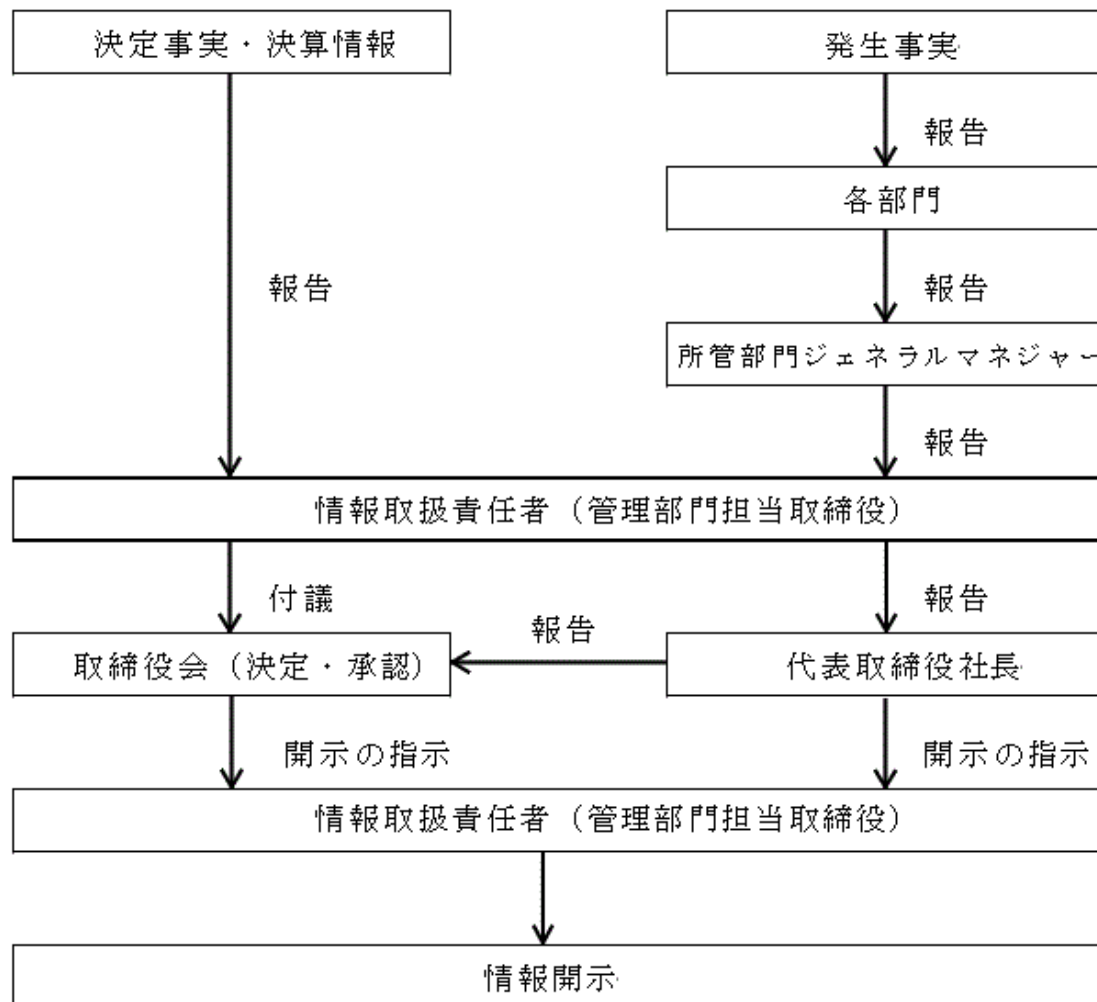 決定事実・決算情報
発生事実
報告
各部門
報告
報告
所管部門ジェネラルマネジャー
報告
情報取扱責任者（管理部門担当取締役）
付議
報告
報告
取締役会（決定・承認）
代表取締役社長
開示の指示
開示の指示
情報取扱責任者（管理部門担当取締役）
情報開示